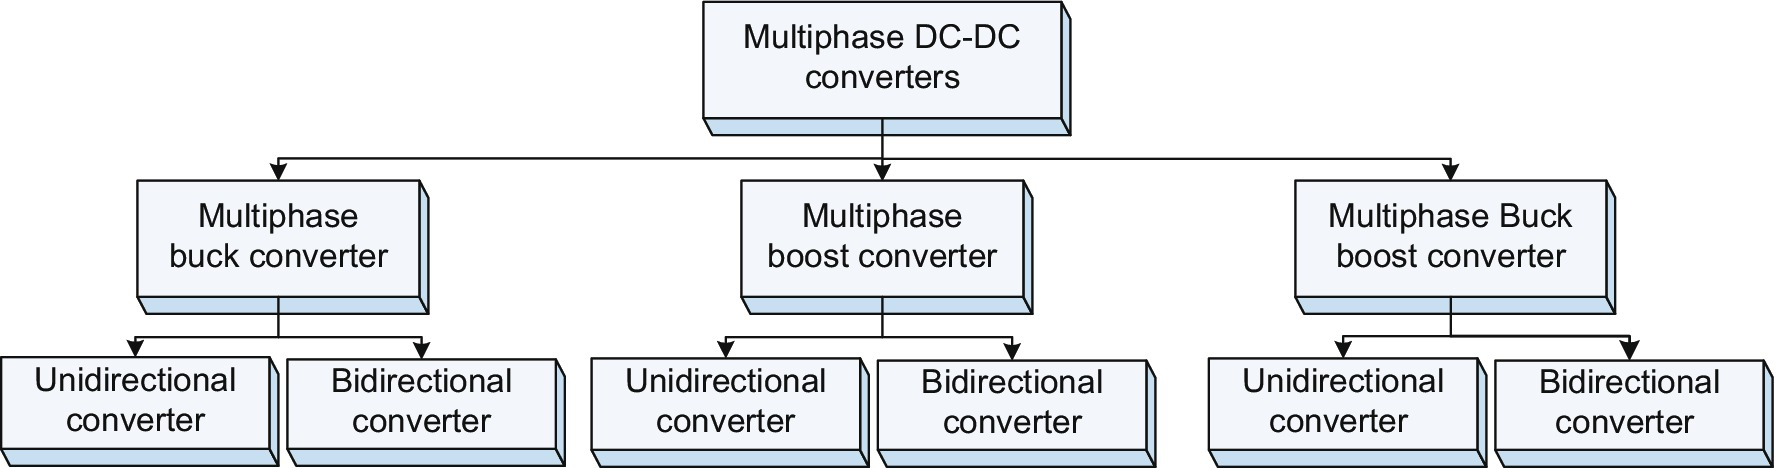 Multiphase DC-DC
converters
Multiphase
buck converter
Multiphase
boost converter
Multiphase Buck
boost converter
Unidirectional
converter
Bidirectional
converter
Unidirectional
converter
Bidirectional
converter
Unidirectional
converter
Bidirectional
converter